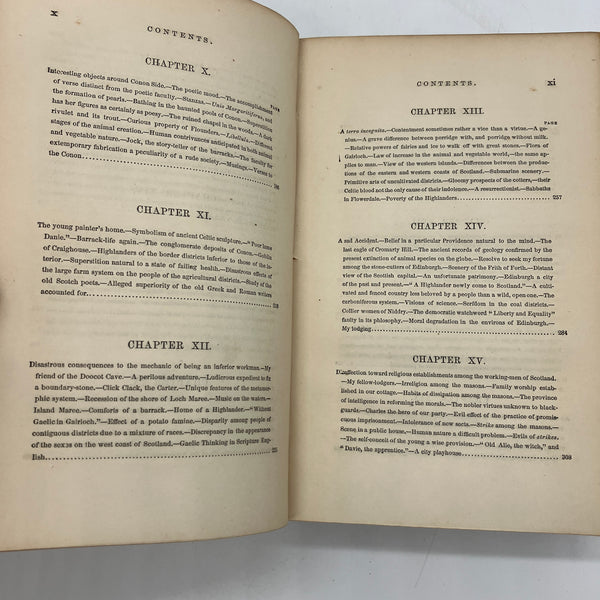 x
CONTENTS.
CHAPTER X.
PAGE
Interesting objects around Conon Side.—The poetic mood.—The accomplishment
of verse distinct from the poetic faculty.—Stanzas.—Unio Margaritiferus, and
the formation of pearls.—Bathing in the haunted pools of Conon.—Superstition
has her figures as certainly as poesy.—The ruined chapel in the woods.—A dark
rivulet and its trout.—Curious property of Flounders.—Libellula.—Different
stages of the animal creation.—Human contrivances anticipated both in animal
and vegetable nature.—Jock, the story-teller of the barracks.—The faculty for
extemporary fabrication a peculiarity of a rude society.—Musings.—Verses to
the Conon
CHAPTER XI.
The young painter's home.—Symbolism of ancient Celtic sculpture.—"Poor home
Danie."—Barrack-life again.—The conglomerate deposits of Conon.—Goblin
of Craighouse.—Highlanders of the border districts inferior to those of the in-
terior.—Superstition natural to a state of failing health.—Disastrous effects of
the large farm system on the people of the agricultural districts.—Study of the
old Scotch poets.—Alleged superiority of the old Greek and Roman writers
accounted for
CHAPTER XII.
Disastrous consequences to the mechanic of being an inferior workman.—My
friend of the Doocot Cave.—A perilous adventure.—Ludicrous expedient to fix
a boundary-stone.—Click Clack, the Carter.—Unique features of the metamor-
phic system.—Recession of the shore of Loch Maree.—Music on the waters.—
Island Maree.—Comforts of a barrack.—Home of a Highlander.—"Without
Gaelic in Gairloch."—Effect of a potato famine.—Disparity among people of
contiguous districts due to a mixture of races.—Discrepancy in the appearance
of the sexes on the west coast of Scotland.—Gaelic Thinking in Scripture Eng-
lish
CONTENTS.
xi
CHAPTER XIII.
PAGE
A terra incognita.—Contentment sometimes rather a vice than a virtue.—A ge-
nius.—A grave difference between porridge with, and porridge without milk.
—Relative powers of fairies and ice to walk off with great stones.—Flora of
Gairloch.—Law of increase in the animal and vegetable world,—the same app-
lies to man.—View of the western islands.—Differences between the produc-
tions of the eastern and western coasts of Scotland.—Submarine scenery.—
Primitive arts of uncultivated districts.—Gloomy prospects of the cotters,—their
Celtic blood not the only cause of their indolence.—A resurrectionist.—Sabbaths
in Flowerdale.—Poverty of the Highlanders. 257
CHAPTER XIV.
A sad Accident.—Belief in a particular Providence natural to the mind.—The
last eagle of Cromarty Hill.—The ancient records of geology confirmed by the
present extinction of animal species on the globe.—Resolve to seek my fortune
among the stone-cutters of Edinburgh.—Scenery of the Frith of Forth.—Distant
view of the Scottish capital.—An unfortunate patrimony.—Edinburgh a city
of the past and present.—"A Highlander newly come to Scotland."—A culti-
vated and fenced country less beloved by a people than a wild, open one.—The
carboniferous system.—Visions of science.—Serfdom in the coal districts.—
Collier women of Niddry.—The democratic watchword "Liberty and Equality"
faulty in its philosophy.—Moral degradation in the environs of Edinburgh.—
My lodging 284
CHAPTER XV.
Disaffection toward religious establishments among the working-men of Scotland.
—My fellow-lodgers.—Irreligion among the masons.—Family worship estab-
lished in our cottage.—Habits of dissipation among the masons.—The province
of intelligence in reforming the morals.—The nobler virtues unknown to black-
guards.—Charles the hero of our party.—Evil effect of the practice of promis-
cuous imprisonment.—Intolerance of new sects.—Strike among the masons.—
Scene in a public house.—Human nature a difficult problem.—Evils of strikes.
—The self-conceit of the young a wise provision.—"Old Alie, the witch," and
"Davie, the apprentice."—A city playhouse 308